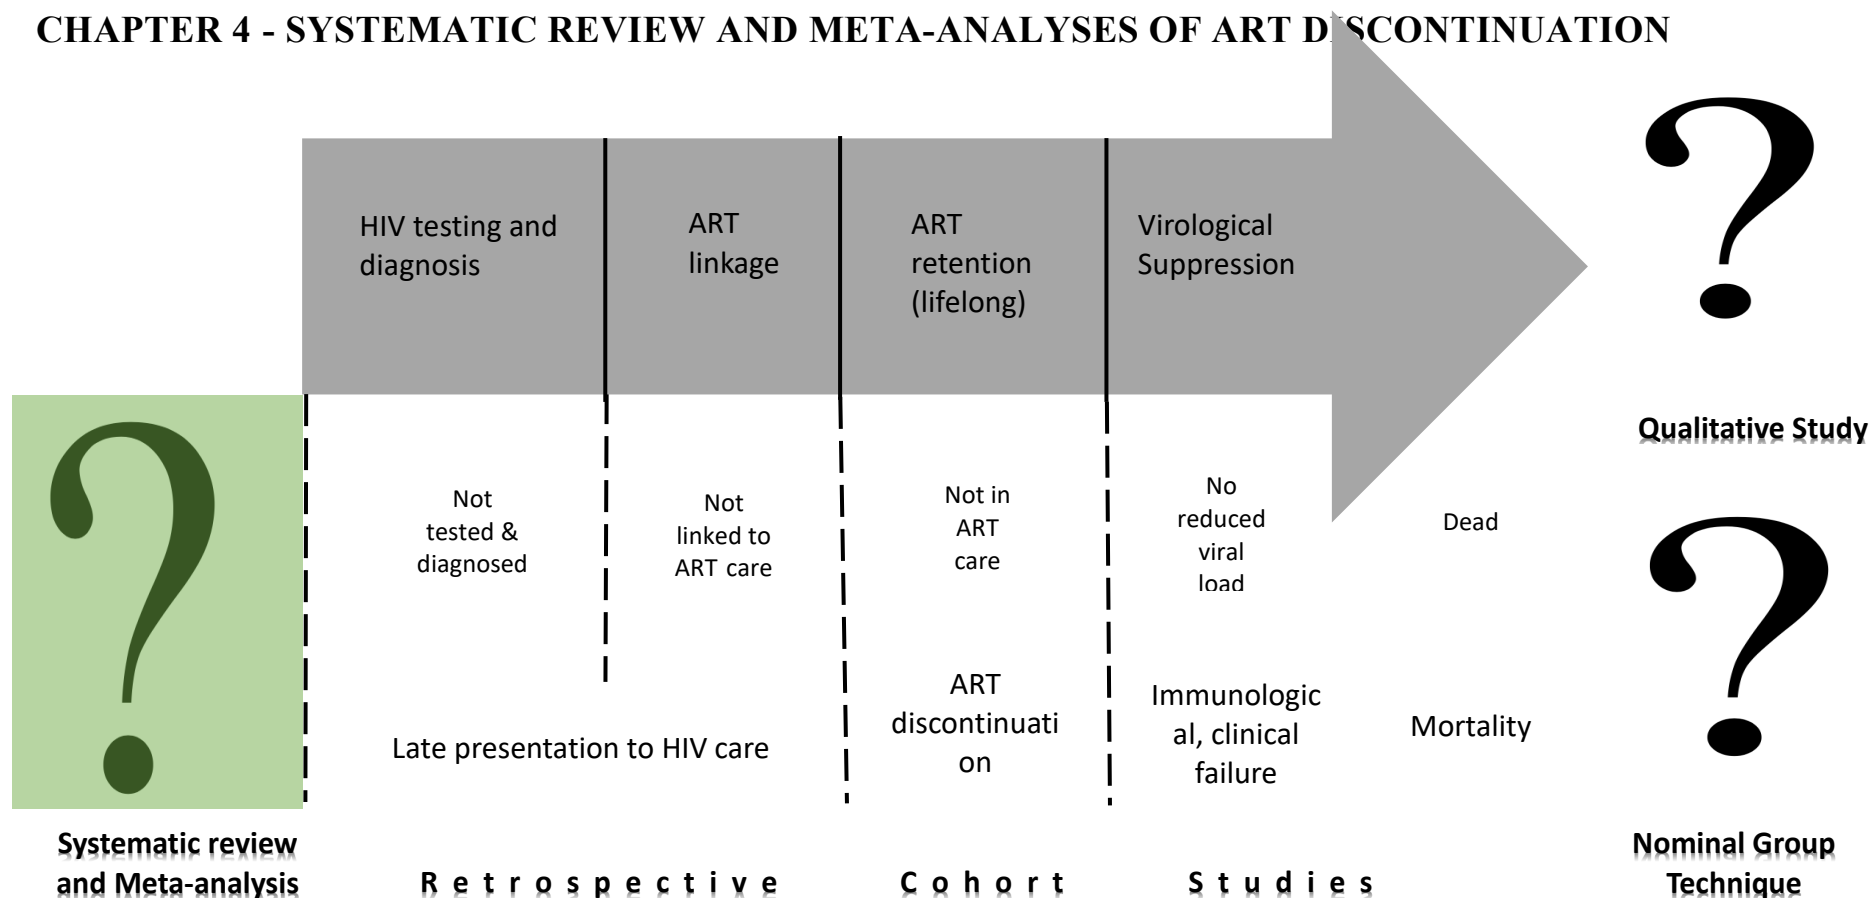 CHAPTER 4 - SYSTEMATIC REVIEW AND META-ANALYSES OF ART DISCONTINUATION
HIV testing and
diagnosis
ART
linkage
ART
retention
(lifelong)
Virological
Suppression
?
Qualitative Study
?
Not
tested &
diagnosed
Not
linked to
ART care
Not in
ART
care
No
reduced
viral
load
Dead
?
Late presentation to HIV care
ART
discontinuati
on
Immunologic
al, clinical
failure
Mortality
Systematic review
and Meta-analysis
Retrospective Cohort Studies
Nominal Group
Technique